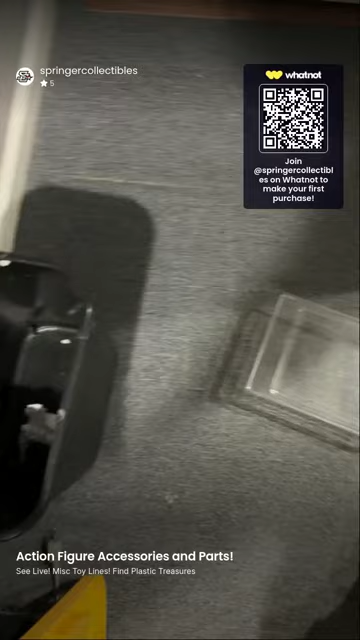 springercollectibles
★ 5
whatnot
Join
@springercollectibl
es on Whatnot to
make your first
purchase!
Action Figure Accessories and Parts!
See Live! Misc Toy Lines! Find Plastic Treasures